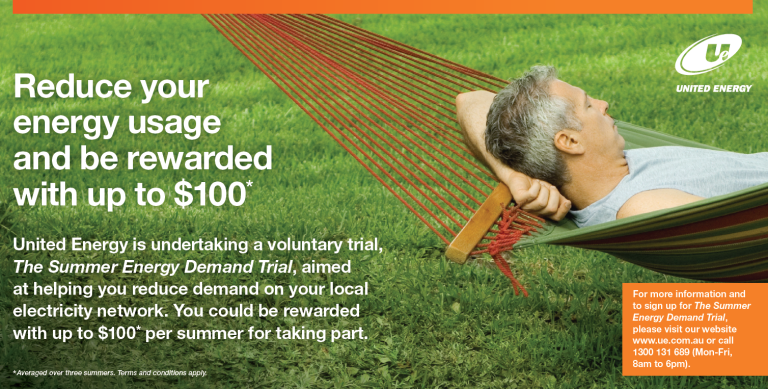 ue
UNITED ENERGY
Reduce your
energy usage
and be rewarded
with up to $100*
United Energy is undertaking a voluntary trial,
The Summer Energy Demand Trial, aimed
at helping you reduce demand on your local
electricity network. You could be rewarded
with up to $100* per summer for taking part.
*Averaged over three summers. Terms and conditions apply.
For more information and
to sign up for The Summer
Energy Demand Trial,
please visit our website
www.ue.com.au or call
1300 131 689 (Mon-Fri,
8am to 6pm).